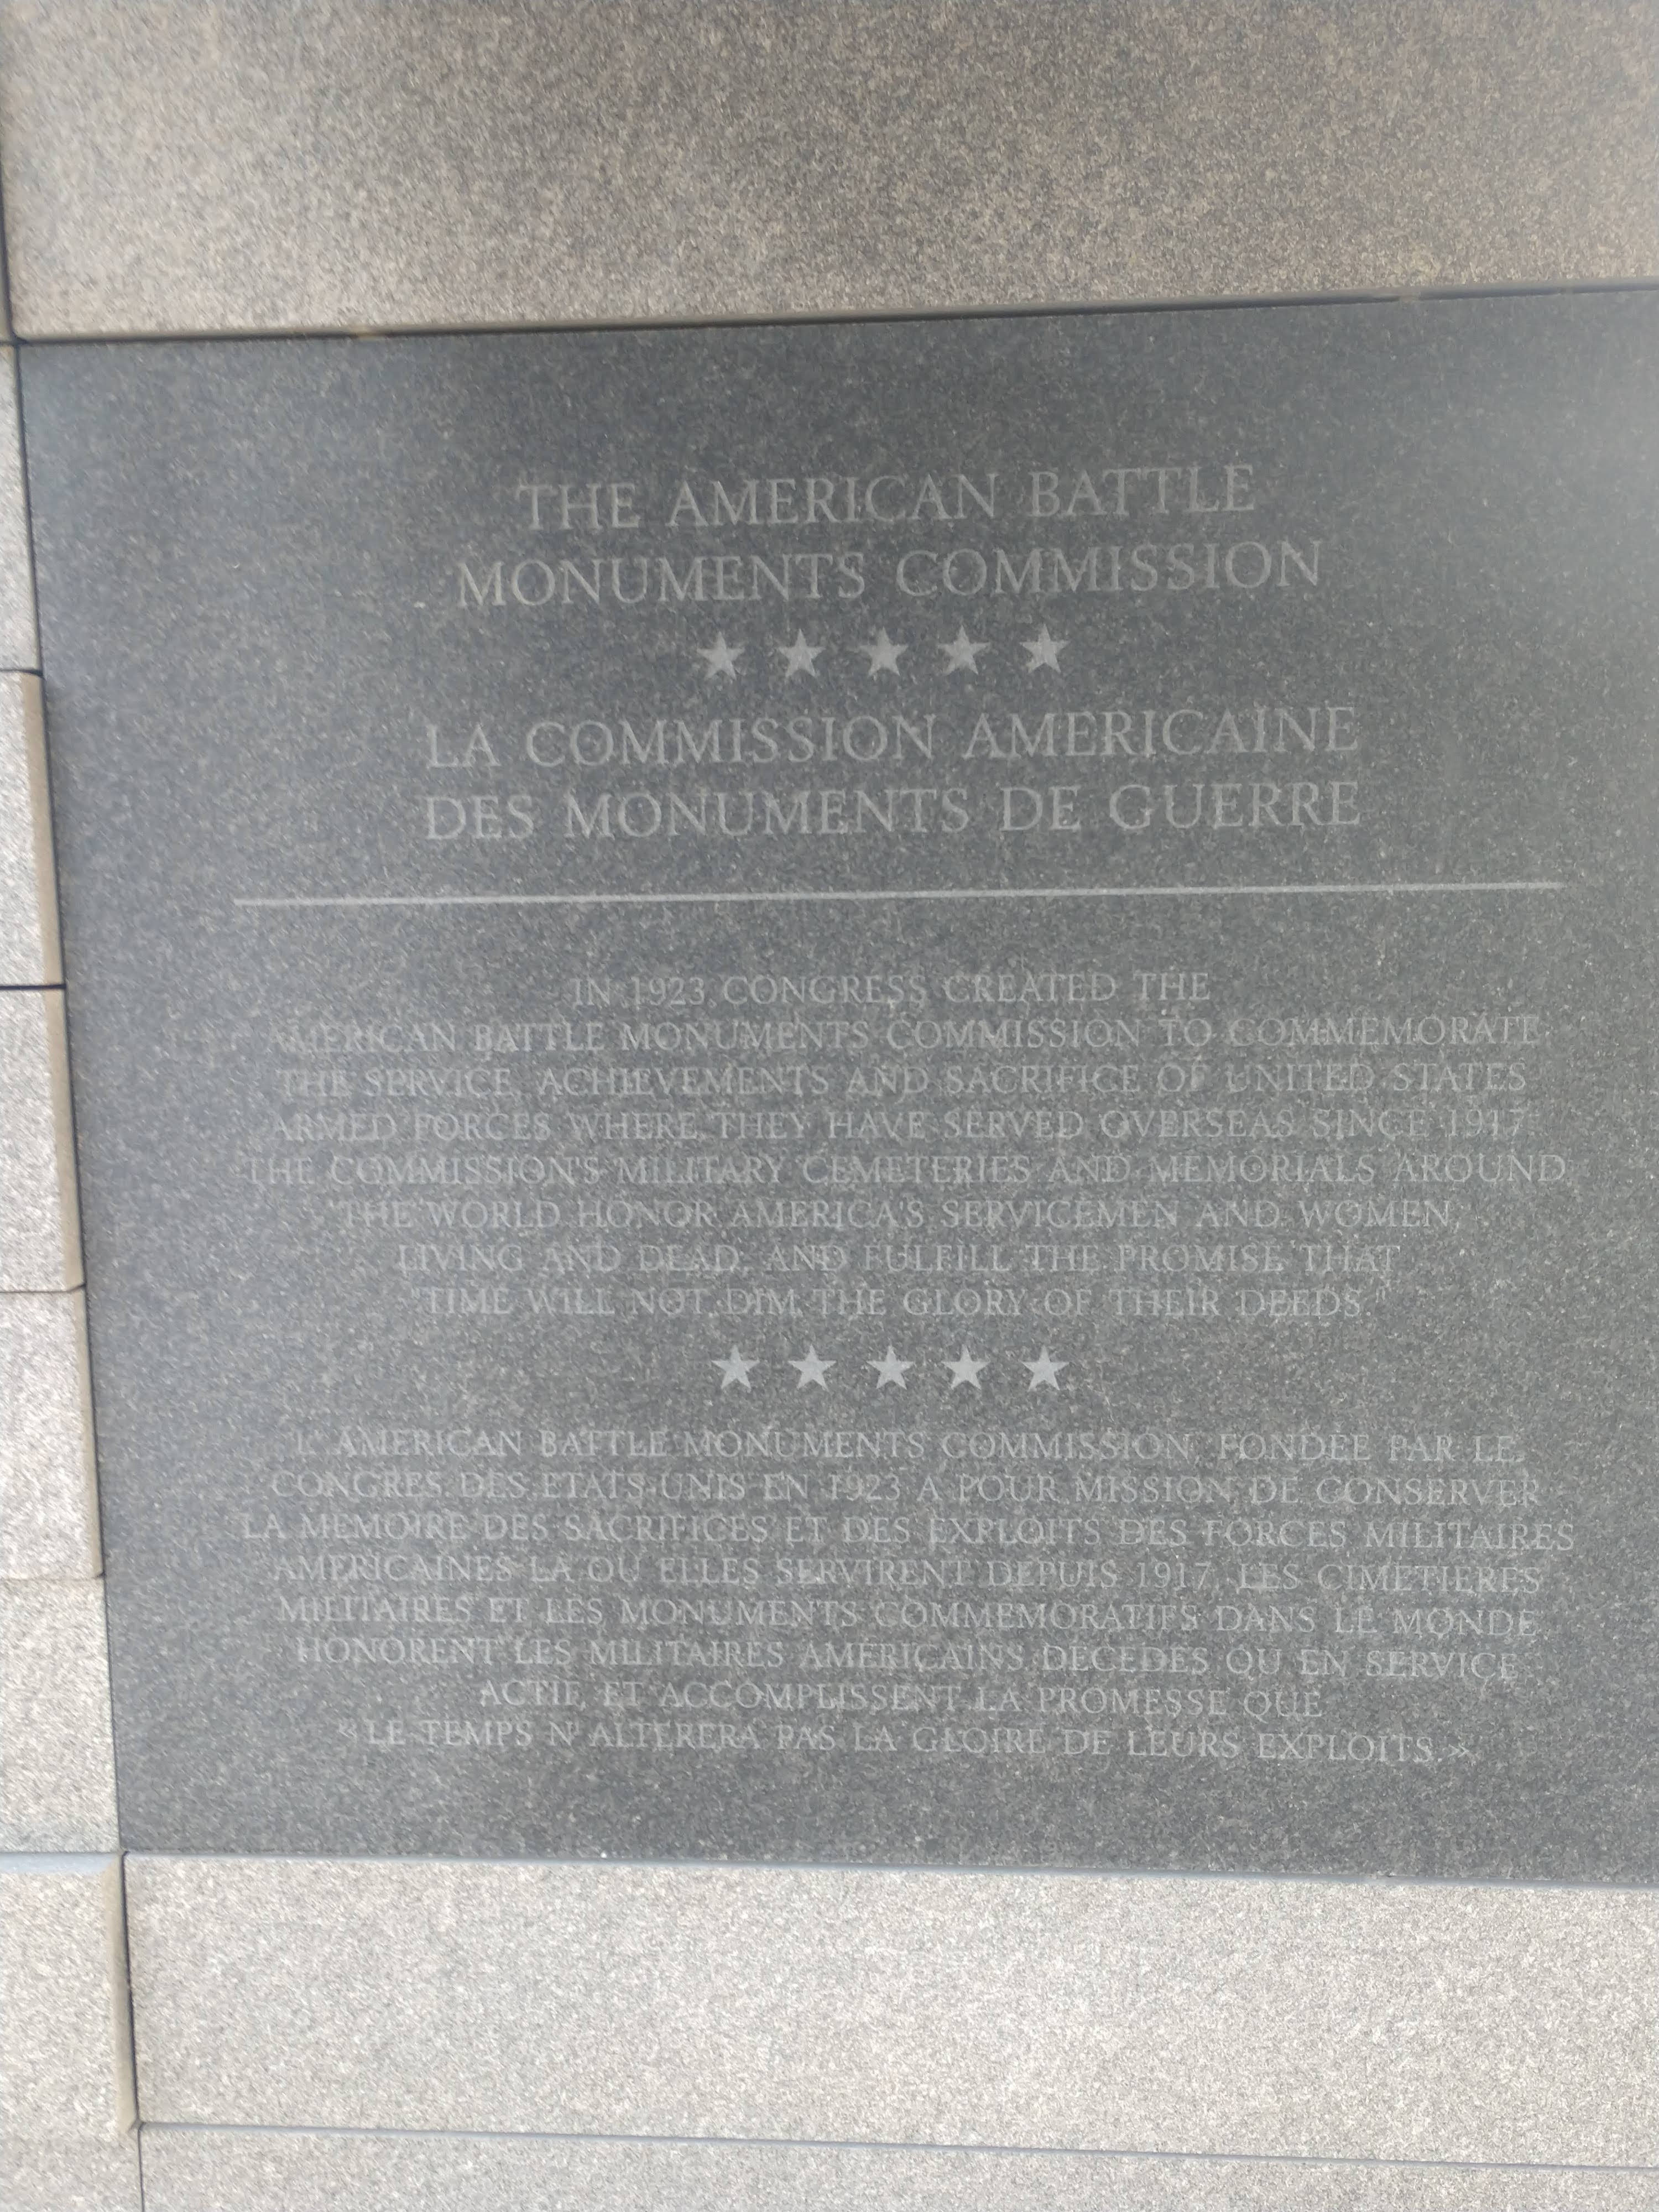 THE AMERICAN BATTLE
MONUMENTS COMMISSION
★ ★ ★ ★ ★
LA COMMISSION AMERICAINE
DES MONUMENTS DE GUERRE
IN 1923, CONGRESS CREATED THE
AMERICAN BATTLE MONUMENTS COMMISSION TO COMMEMORATE
THE SERVICE, ACHIEVEMENTS AND SACRIFICE OF UNITED STATES
ARMED FORCES WHERE THEY HAVE SERVED OVERSEAS SINCE 1917.
THE COMMISSION'S MILITARY CEMETERIES AND MEMORIALS AROUND
THE WORLD HONOR AMERICA'S SERVICEMEN AND WOMEN,
LIVING AND DEAD, AND FULFILL THE PROMISE THAT
"TIME WILL NOT DIM THE GLORY OF THEIR DEEDS."
★ ★ ★ ★ ★
L' AMERICAN BATTLE MONUMENTS COMMISSION, FONDEE PAR LE
CONGRES DES ETATS-UNIS EN 1923 A POUR MISSION DE CONSERVER
LA MEMOIRE DES SACRIFICES ET DES EXPLOITS DES FORCES MILITAIRES
AMERICAINES LA OU ELLES SERVIRENT DEPUIS 1917. LES CIMETIERES
MILITAIRES ET LES MONUMENTS COMMEMORATIFS DANS LE MONDE
HONORENT LES MILITAIRES AMERICAINS DECEDES OU EN SERVICE
ACTIF, ET ACCOMPLISSENT LA PROMESSE QUE
« LE TEMPS N' ALTERERA PAS LA GLOIRE DE LEURS EXPLOITS. »